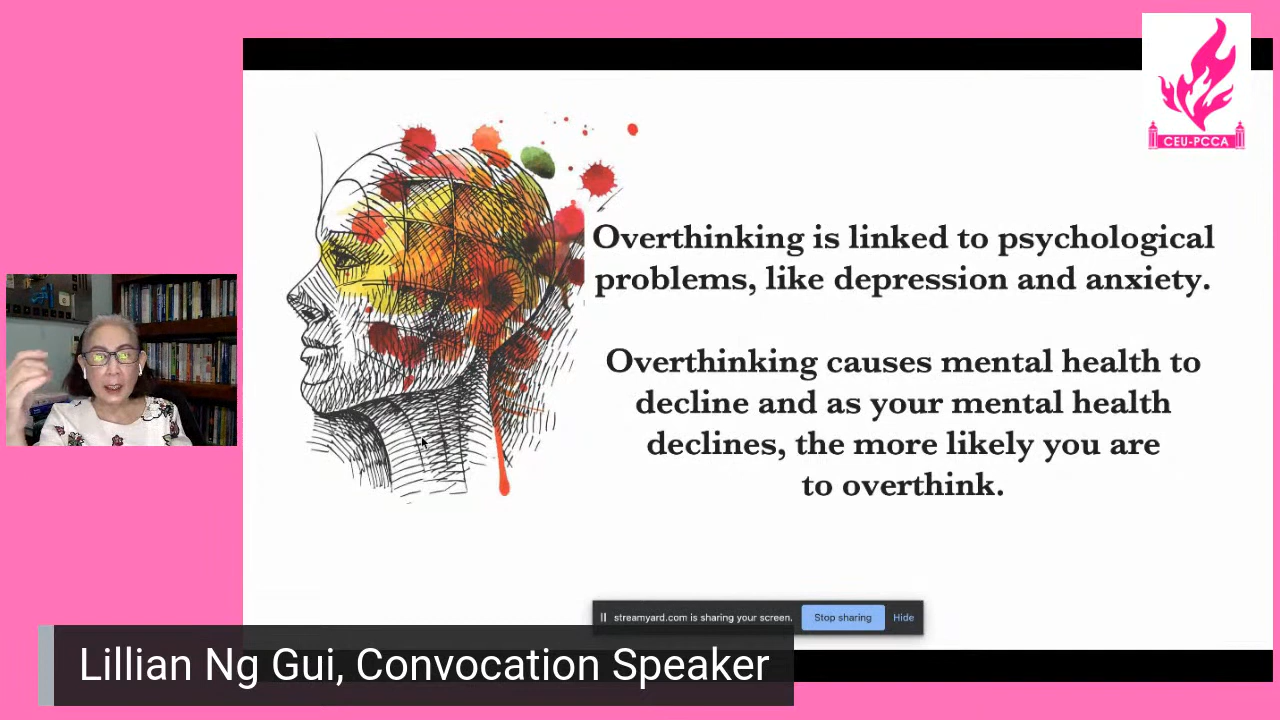 CEU-PCCA
Overthinking is linked to psychological
problems, like depression and anxiety.
Overthinking causes mental health to
decline and as your mental health
declines, the more likely you are
to overthink.
streamyard.com is sharing your screen. Stop sharing Hide
Lillian Ng Gui, Convocation Speaker